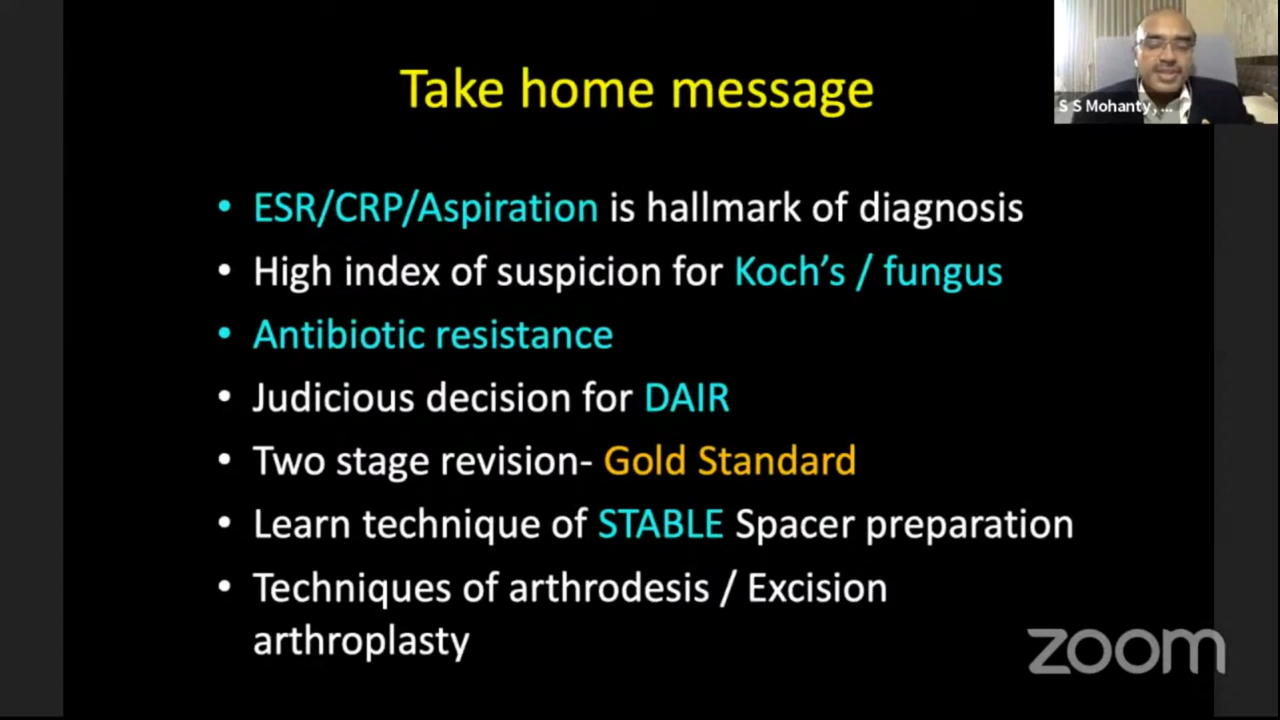 Take home message
S S Mohanty, ...
• ESR/CRP/Aspiration is hallmark of diagnosis
• High index of suspicion for Koch’s / fungus
• Antibiotic resistance
• Judicious decision for DAIR
• Two stage revision- Gold Standard
• Learn technique of STABLE Spacer preparation
• Techniques of arthrodesis / Excision
arthroplasty
zoom